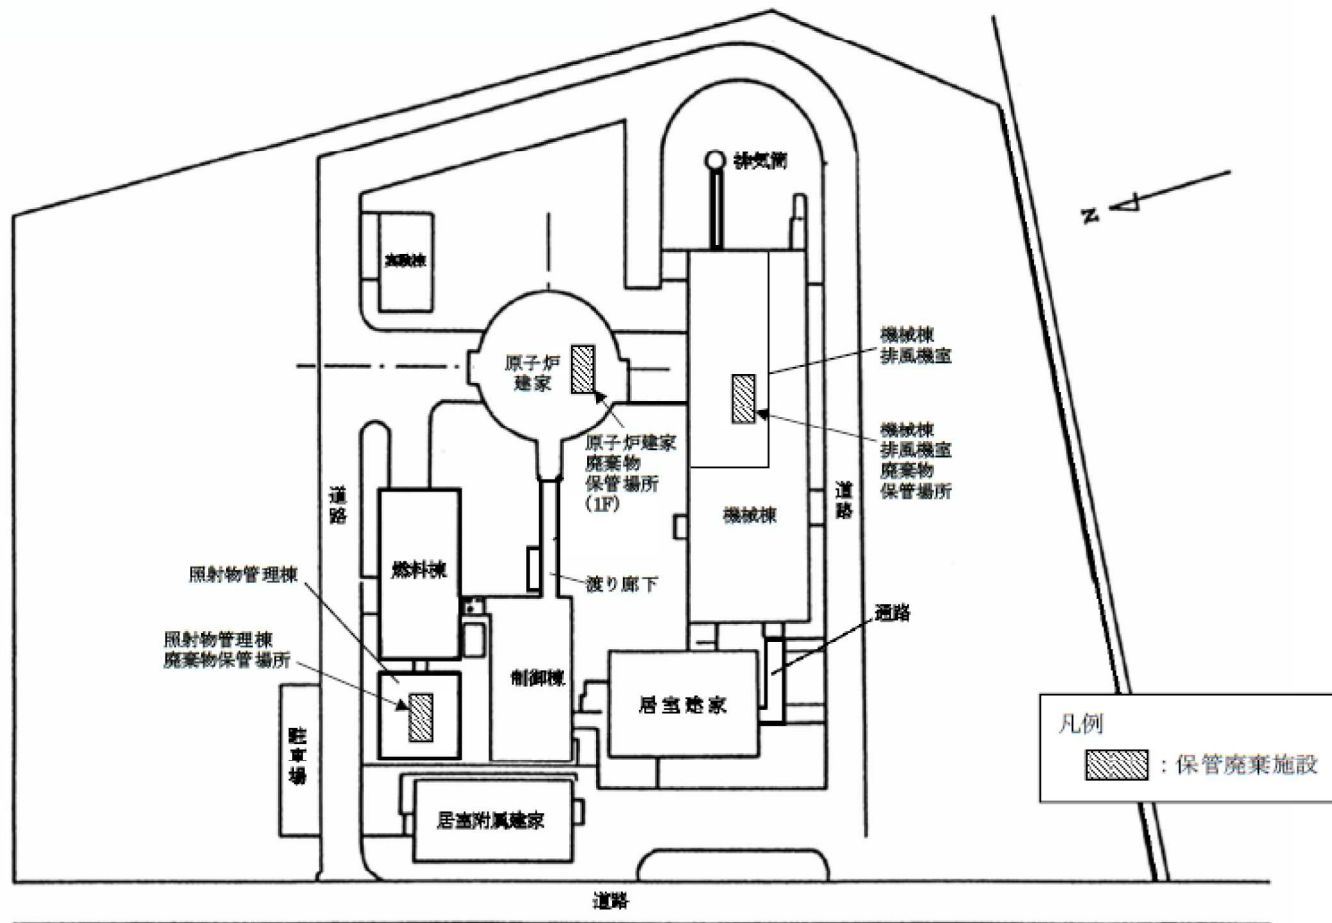 排気筒
N
実験棟
機械棟
排風機室
原子炉
建家
原子炉建家
廃棄物
保管場所
(1F)
機械棟
排風機室
廃棄物
保管場所
道路
機械棟
道路
燃料棟
照射物管理棟
渡り廊下
通路
照射物管理棟
廃棄物保管場所
制御棟
居室建家
凡例
:保管廃棄施設
駐車場
居室附属建家
道路